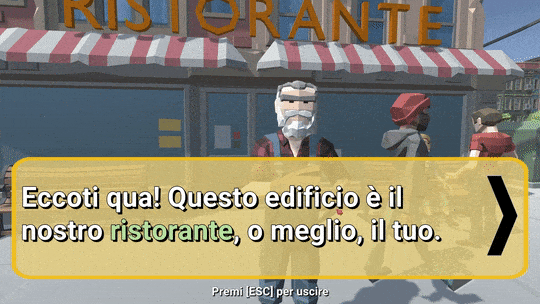 RISTORANTE
Eccoti qua! Questo edificio è il
nostro ristorante, o meglio, il tuo.
Premi [ESC] per uscire